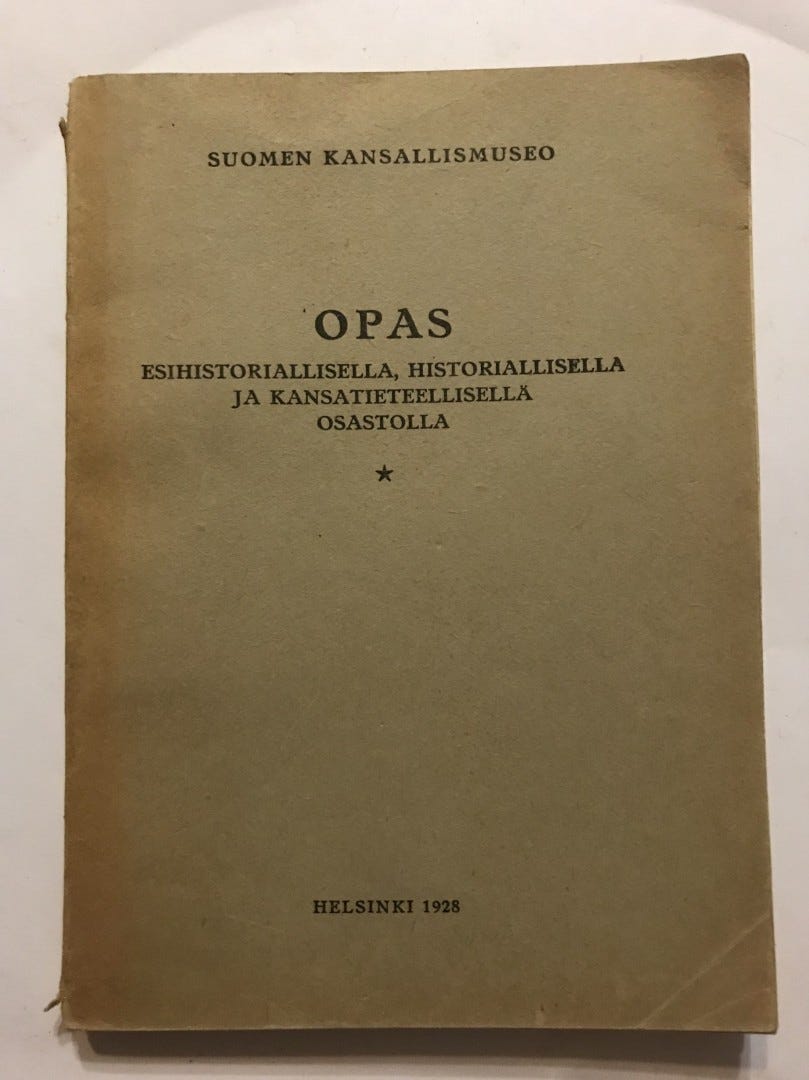 SUOMEN KANSALLISMUSEO
OPAS
ESIHISTORIALLISELLA, HISTORIALLISELLA
JA KANSATIETEELLISELLÄ
OSASTOLLA
HELSINKI 1928